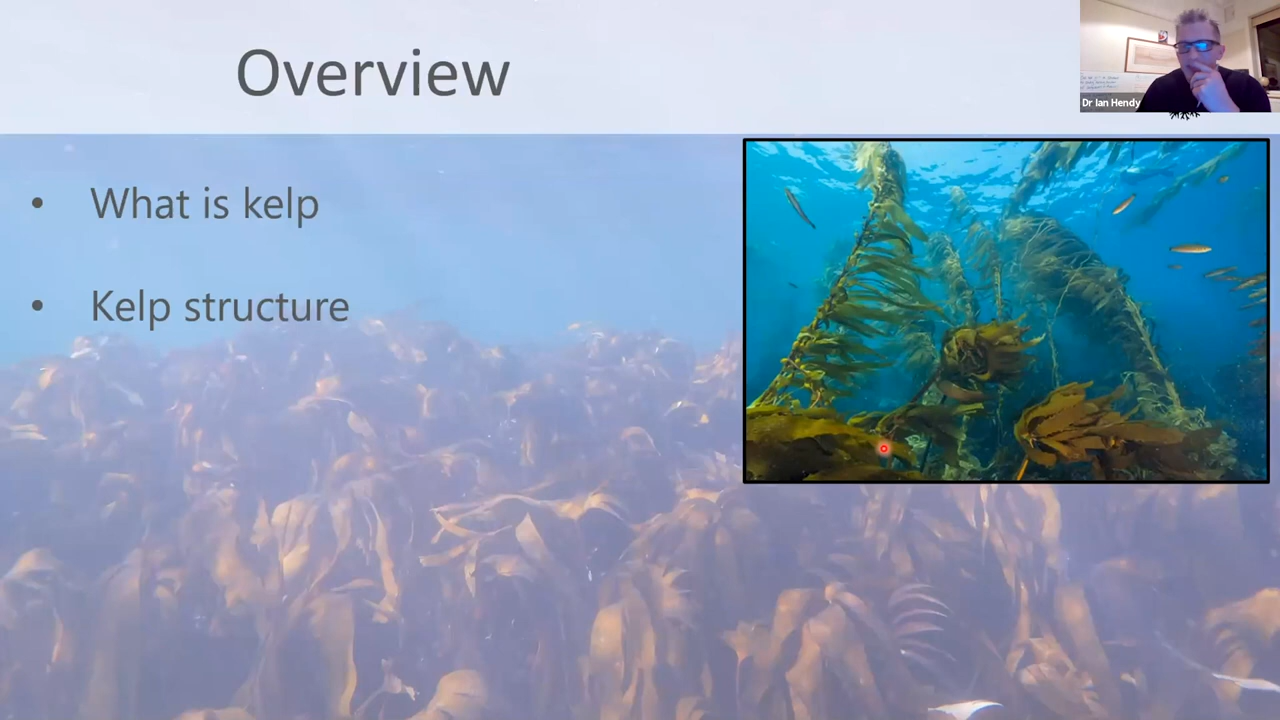 Overview
Dr Ian Hendy
• What is kelp
• Kelp structure